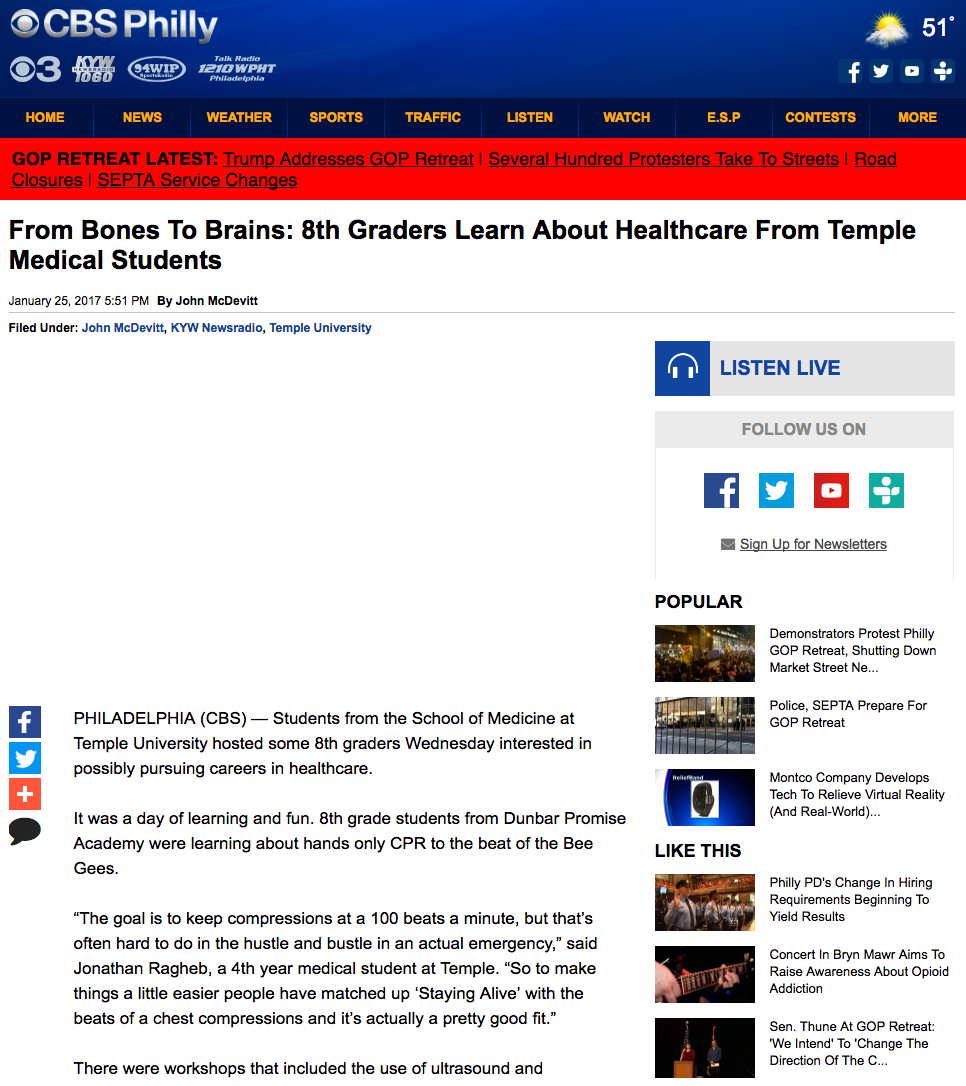 CBS Philly
51°
3
KYW
NEWSRADIO
1060
94WIP
SportsRadio
Talk Radio
1210 WPHT
Philadelphia
HOME NEWS WEATHER SPORTS TRAFFIC LISTEN WATCH E.S.P CONTESTS MORE
GOP RETREAT LATEST: Trump Addresses GOP Retreat | Several Hundred Protesters Take To Streets | Road
Closures | SEPTA Service Changes
From Bones To Brains: 8th Graders Learn About Healthcare From Temple
Medical Students
January 25, 2017 5:51 PM By John McDevitt
Filed Under: John McDevitt, KYW Newsradio, Temple University
LISTEN LIVE
FOLLOW US ON
Sign Up for Newsletters
POPULAR
Demonstrators Protest Philly
GOP Retreat, Shutting Down
Market Street Ne...
Police, SEPTA Prepare For
GOP Retreat
ReliefBand
Montco Company Develops
Tech To Relieve Virtual Reality
(And Real-World)...
LIKE THIS
Philly PD's Change In Hiring
Requirements Beginning To
Yield Results
Concert In Bryn Mawr Aims To
Raise Awareness About Opioid
Addiction
Sen. Thune At GOP Retreat:
'We Intend' To 'Change The
Direction Of The C...
PHILADELPHIA (CBS) — Students from the School of Medicine at
Temple University hosted some 8th graders Wednesday interested in
possibly pursuing careers in healthcare.
It was a day of learning and fun. 8th grade students from Dunbar Promise
Academy were learning about hands only CPR to the beat of the Bee
Gees.
“The goal is to keep compressions at a 100 beats a minute, but that’s
often hard to do in the hustle and bustle in an actual emergency,” said
Jonathan Ragheb, a 4th year medical student at Temple. “So to make
things a little easier people have matched up ‘Staying Alive’ with the
beats of a chest compressions and it’s actually a pretty good fit.”
There were workshops that included the use of ultrasound and